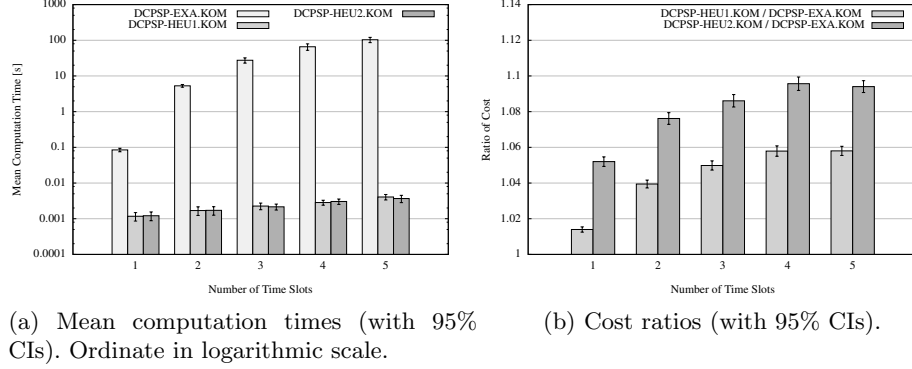 1000
100
10
1
0.1
0.01
0.001
0.0001
Mean Computation Time [s]
DCPSP-EXA.KOM
DCPSP-HEU1.KOM
DCPSP-HEU2.KOM
1 2 3 4 5
Number of Time Slots
(a) Mean computation times (with 95%
CIs). Ordinate in logarithmic scale.
1.14
1.12
1.1
1.08
1.06
1.04
1.02
1
Ratio of Cost
DCPSP-HEU1.KOM / DCPSP-EXA.KOM
DCPSP-HEU2.KOM / DCPSP-EXA.KOM
1 2 3 4 5
Number of Time Slots
(b) Cost ratios (with 95% CIs).